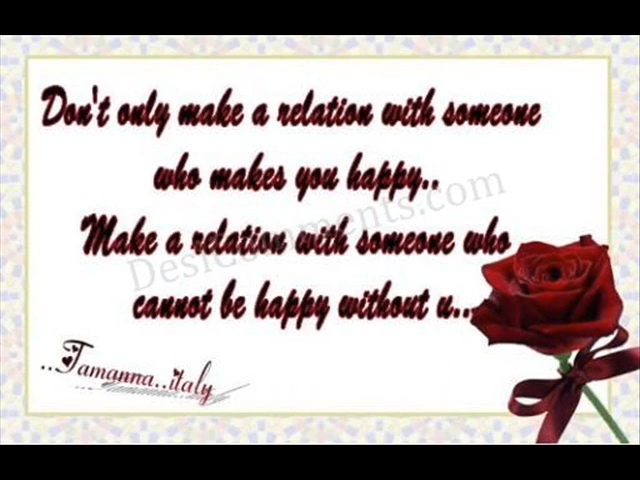 Don't only make a relation with someone
who makes you happy..
Make a relation with someone who
cannot be happy without u...
..Tamanna..italy
DesiComments.com